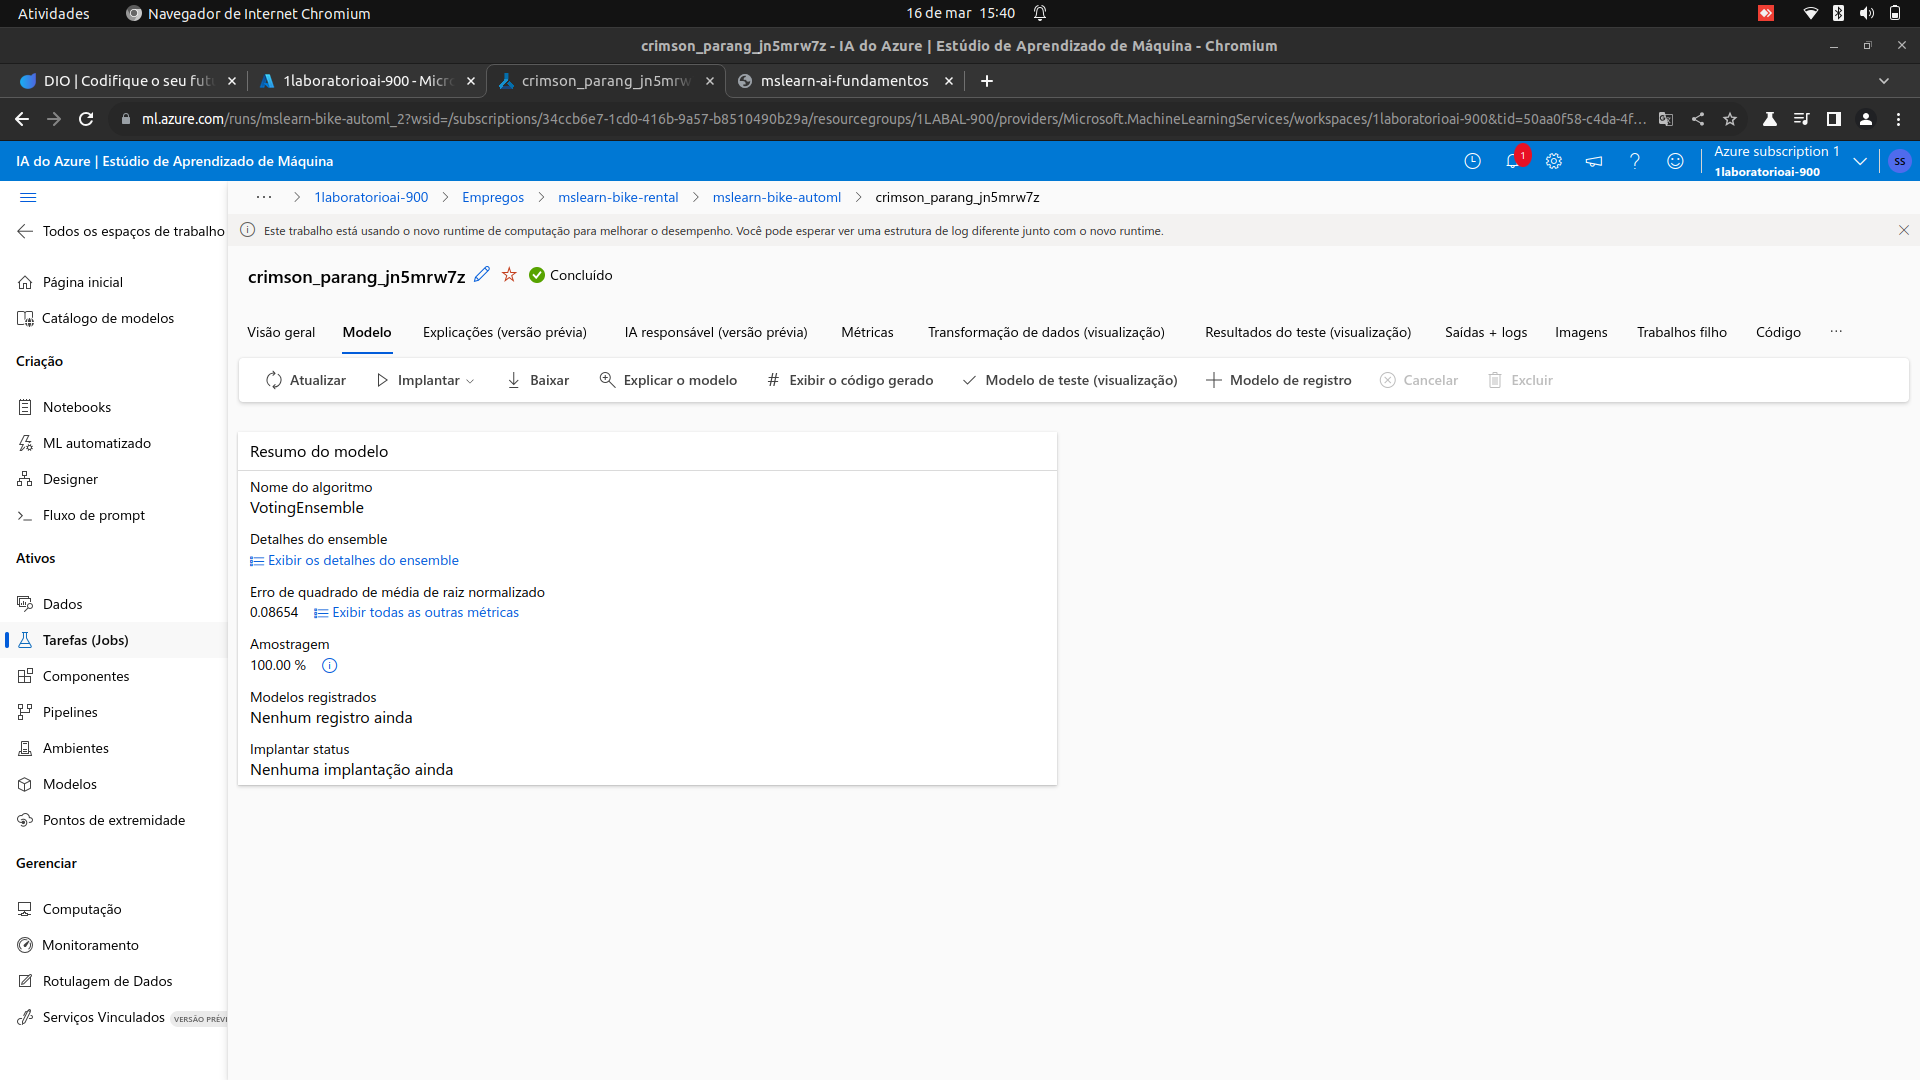 Atividades
Navegador de Internet Chromium
16 de mar 15:40
crimson_parang_jn5mrw7z - IA do Azure | Estúdio de Aprendizado de Máquina - Chromium
DIO | Codifique o seu fut
1laboratorioai-900 - Micro
crimson_parang_jn5mrw
mslearn-ai-fundamentos
ml.azure.com/runs/mslearn-bike-automl_2?wsid=/subscriptions/34ccb6e7-1cd0-416b-9a57-b8510490b29a/resourcegroups/1LABAL-900/providers/Microsoft.MachineLearningServices/workspaces/1laboratorioai-900&tid=50aa0f58-c4da-4f...
IA do Azure | Estúdio de Aprendizado de Máquina
1
Azure subscription 1
1laboratorioai-900
SS
Todos os espaços de trabalho
Página inicial
Catálogo de modelos
Criação
Notebooks
ML automatizado
Designer
Fluxo de prompt
Ativos
Dados
Tarefas (Jobs)
Componentes
Pipelines
Ambientes
Modelos
Pontos de extremidade
Gerenciar
Computação
Monitoramento
Rotulagem de Dados
Serviços Vinculados VERSÃO PRÉVI
... > 1laboratorioai-900 > Empregos > mslearn-bike-rental > mslearn-bike-automl > crimson_parang_jn5mrw7z
Este trabalho está usando o novo runtime de computação para melhorar o desempenho. Você pode esperar ver uma estrutura de log diferente junto com o novo runtime.
crimson_parang_jn5mrw7z
Concluído
Visão geral Modelo Explicações (versão prévia) IA responsável (versão prévia) Métricas Transformação de dados (visualização) Resultados do teste (visualização) Saídas + logs Imagens Trabalhos filho Código ...
Atualizar Implantar Baixar Explicar o modelo # Exibir o código gerado Modelo de teste (visualização) Modelo de registro Cancelar Excluir
Resumo do modelo
Nome do algoritmo
VotingEnsemble
Detalhes do ensemble
Exibir os detalhes do ensemble
Erro de quadrado de média de raiz normalizado
0.08654 Exibir todas as outras métricas
Amostragem
100.00 %
Modelos registrados
Nenhum registro ainda
Implantar status
Nenhuma implantação ainda